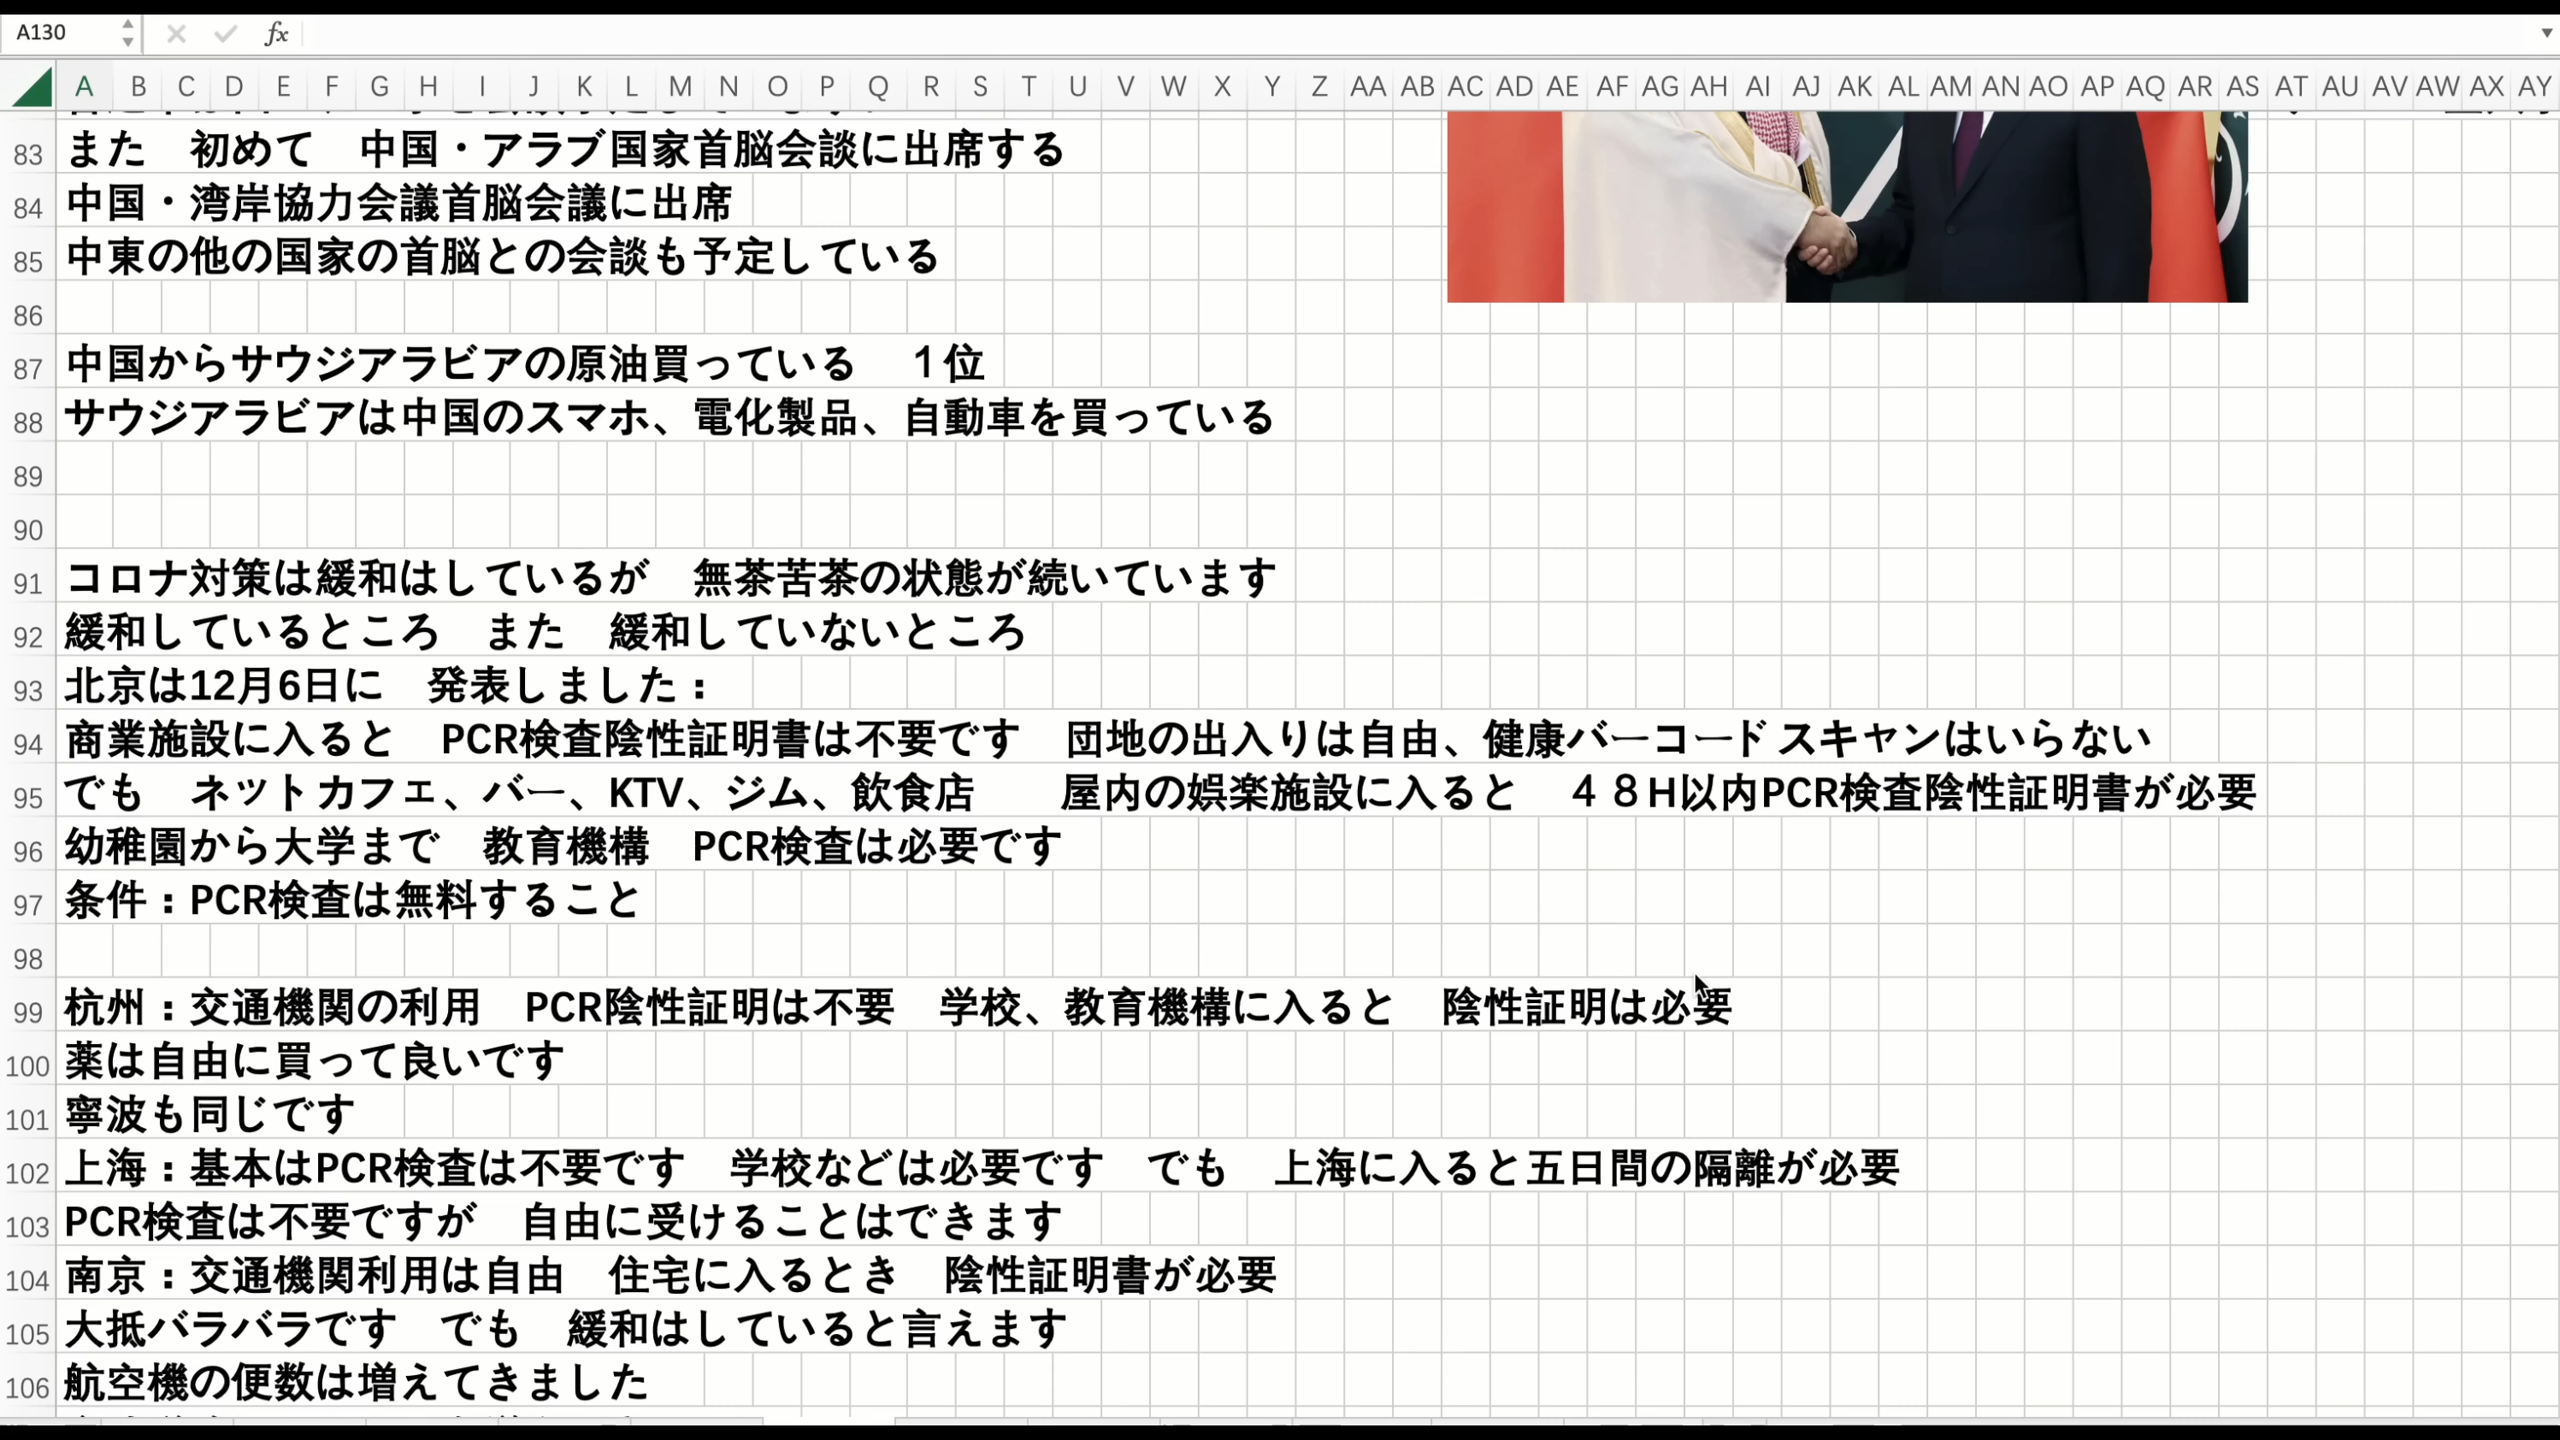 A130 fx
A B C D E F G H I J K L M N O P Q R S T U V W X Y Z AA AB AC AD AE AF AG AH AI AJ AK AL AM AN AO AP AQ AR AS AT AU AV AW AX AY
83 また　初めて　中国・アラブ国家首脳会談に出席する
84 中国・湾岸協力会議首脳会議に出席
85 中東の他の国家の首脳との会談も予定している
86
87 中国からサウジアラビアの原油買っている　１位
88 サウジアラビアは中国のスマホ、電化製品、自動車を買っている
89
90
91 コロナ対策は緩和はしているが　無茶苦茶の状態が続いています
92 緩和しているところ　また　緩和していないところ
93 北京は12月6日に　発表しました：
94 商業施設に入ると　PCR検査陰性証明書は不要です　団地の出入りは自由、健康バーコードスキャンはいらない
95 でも　ネットカフェ、バー、KTV、ジム、飲食店　　屋内の娯楽施設に入ると　４８H以内PCR検査陰性証明書が必要
96 幼稚園から大学まで　教育機構　PCR検査は必要です
97 条件：PCR検査は無料すること
98
99 杭州：交通機関の利用　PCR陰性証明は不要　学校、教育機構に入ると　陰性証明は必要
100 薬は自由に買って良いです
101 寧波も同じです
102 上海：基本はPCR検査は不要です　学校などは必要です　でも　上海に入ると五日間の隔離が必要
103 PCR検査は不要ですが　自由に受けることはできます
104 南京：交通機関利用は自由　住宅に入るとき　陰性証明書が必要
105 大抵バラバラです　でも　緩和はしていると言えます
106 航空機の便数は増えてきました